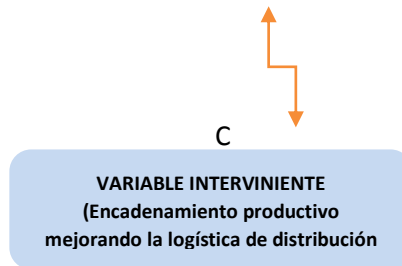 C
VARIABLE INTERVINIENTE
(Encadenamiento productivo
mejorando la logística de distribución